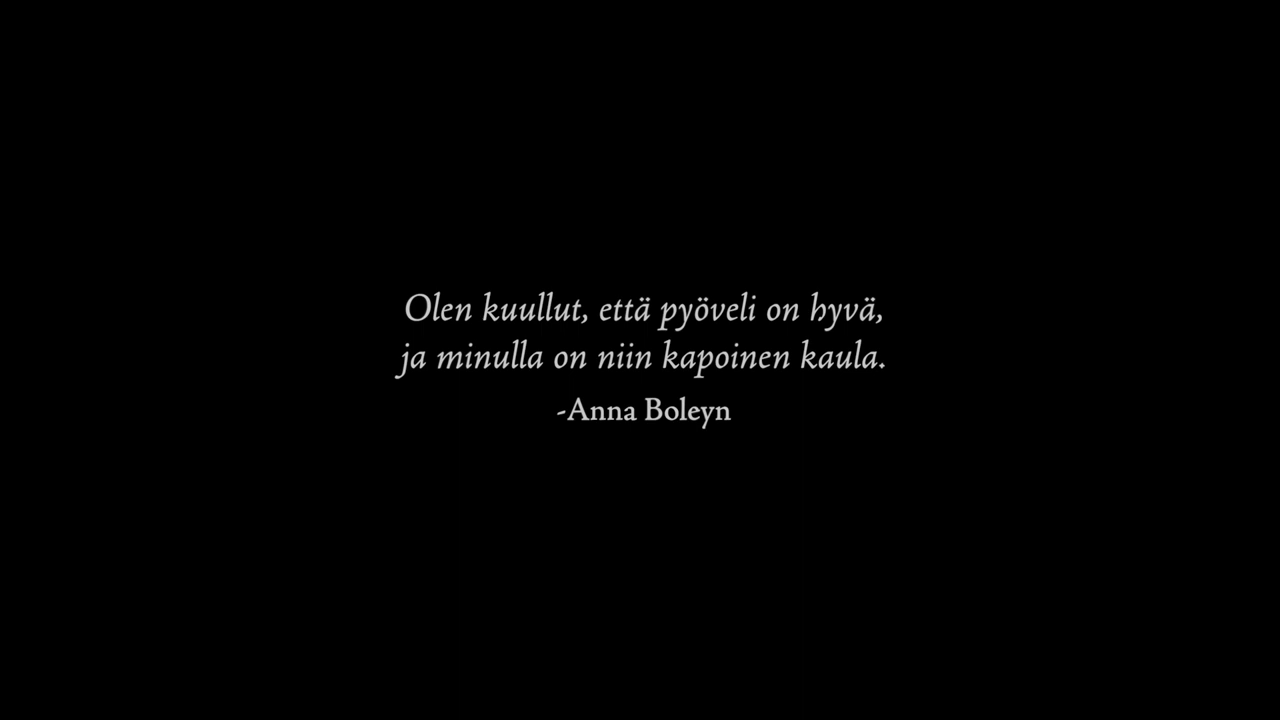 Olen kuullut, että pyöveli on hyvä,
ja minulla on niin kapoinen kaula.
-Anna Boleyn